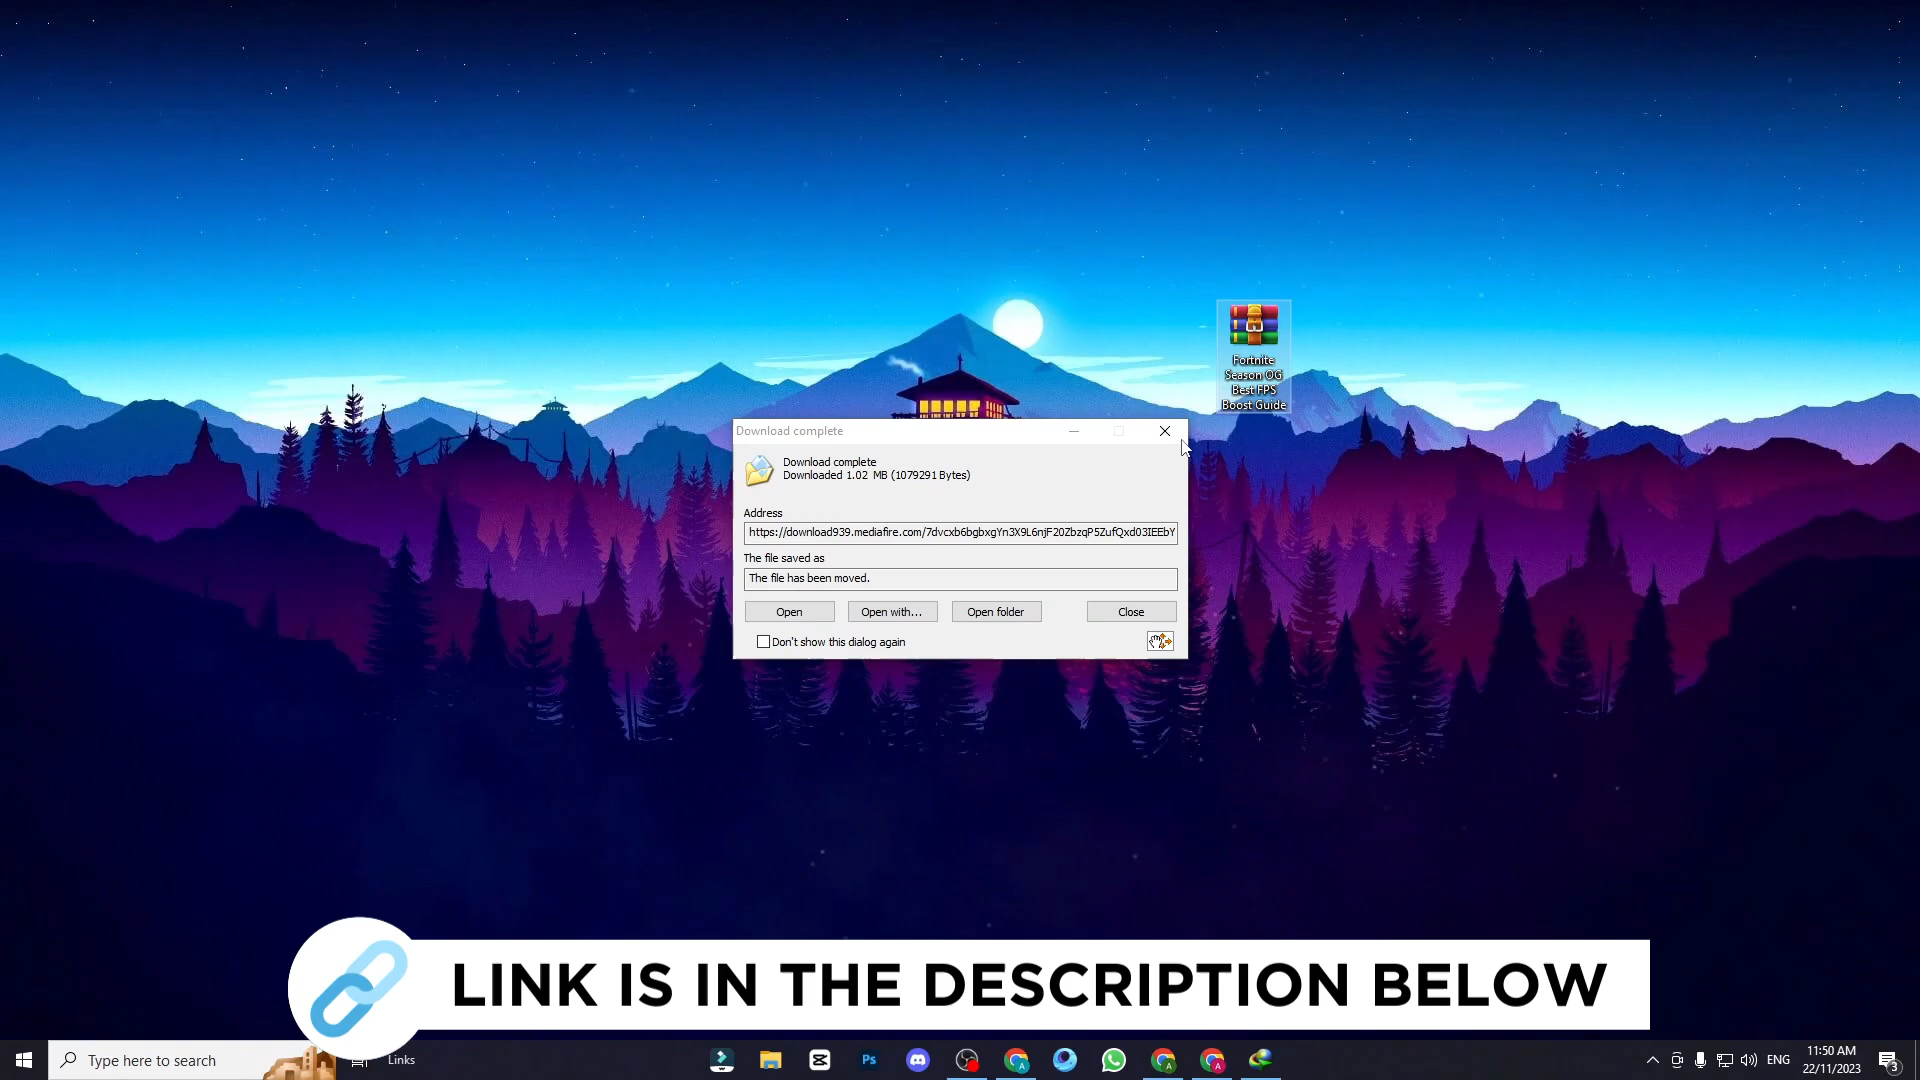 Fortnite
Season OG
Best FPS
Boost Guide
Download complete
Download complete
Downloaded 1.02 MB (1079291 Bytes)
Address
https://download939.mediafire.com/7dvcxb6bgbxgYn3X9L6njF20ZbzqP5ZufQxd03IEEbY
The file saved as
The file has been moved.
Open
Open with...
Open folder
Close
Don't show this dialog again
LINK IS IN THE DESCRIPTION BELOW
Type here to search
Links
Ps
ENG
11:50 AM
22/11/2023
3